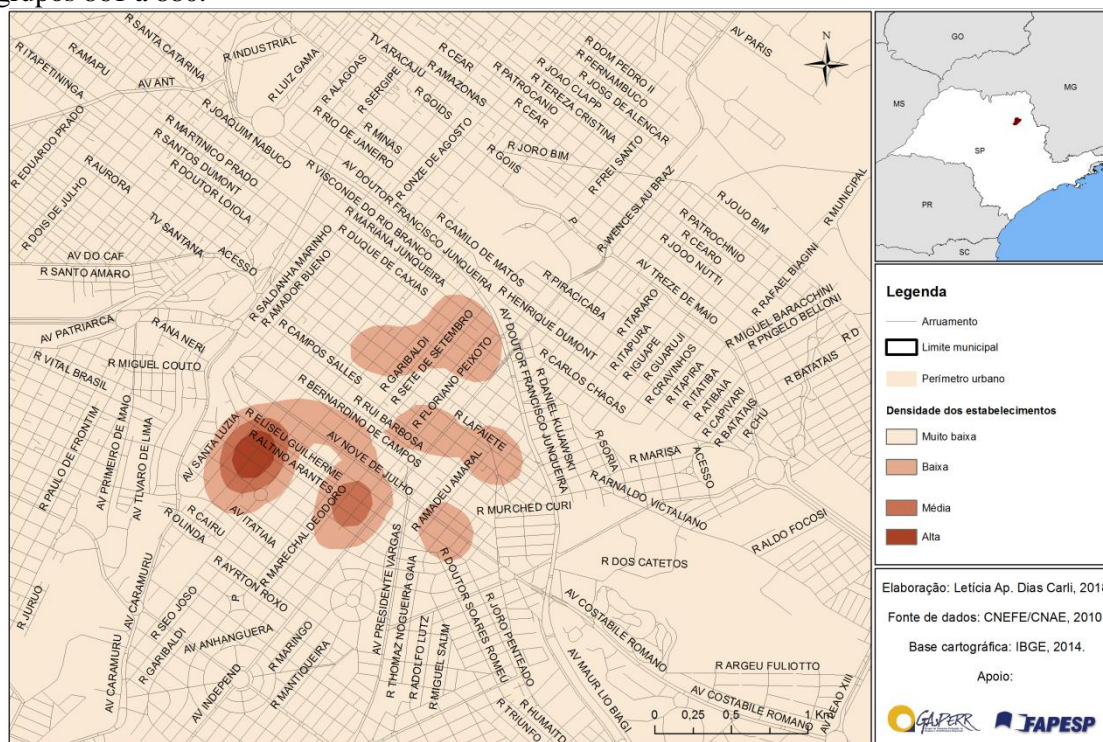 grupos 861 a 880.
R SANTA CATARINA
R AMAPU
R ITAPETININGA
R INDUSTRIAL
AV ANT
R LUIZ GAMA
TV ARACAJU
R ALAGOAS
R SERGIPE
R GOIDS
R CEAR
R AMAZONAS
R DOM PEDRO II
R PERNAMBUCO
R JOAO CLAPP
R JOSG DE ALENCAR
R PATROCANIO
R TEREZA CRISTINA
R CEAR
AV PARIS
N
R EDUARDO PRADO
R JOAQUIM NABUCO
R MARTINICO PRADO
R SANTOS DUMONT
R DOUTOR LOIOLA
R AURORA
R DOIS DE JULHO
R RIO DE JANEIRO
R MINAS
R ONZE DE AGOSTO
R GOIIS
R JORO BIM
R FREI SANTO
R WENCESLAU BRAZ
P
R JOUO BIM
R PATROCHNIO
R CEARO
R JOOO NUTTI
R MUNICIPAL
R RAFAEL BIAGINI
TV SANTANA
ACESSO
AV DO CAF
R SANTO AMARO
R VISCONDE DO RIO BRANCO
AV DOUTOR FRANCISCO JUNQUEIRA
R MARIANA JUNQUEIRA
R DUQUE DE CAXIAS
R CAMILO DE MATOS
R SALDANHA MARINHO
R AMADOR BUENO
R PIRACICABA
AV TREZE DE MAIO
R HENRIQUE DUMONT
R ITARARO
R ITAPURA
R IGUAPE
R GUARUJI
R CRAVINHOS
R ITAPIRA
R ITATIBA
R ATIBAIA
R CAPIVARI
R BATATAIS
R CHU
R MIGUEL BARACCHINI
R PNGELO BELLONI
R D
R BATATAIS
AV PATRIARCA
R ANA NERI
R VITAL BRASIL
R MIGUEL COUTO
R CAMPOS SALLES
R GARIBALDI
R SETE DE SETEMBRO
R FLORIANO PEIXOTO
AV DOUTOR FRANCISCO JUNQUEIRA
R DANIEL KUJAWSKI
R CARLOS CHAGAS
R BERNARDINO DE CAMPOS
R RUI BARBOSA
R LAFAIETE
R SORIA
R MARISA
ACESSO
R ELISEU GUILHERME
R ALTINO ARANTES
AV NOVE DE JULHO
AV SANTA LUZIA
R PAULO DE FRONTIM
AV PRIMEIRO DE MAIO
AV TLVARO DE LIMA
R AMADEU AMARAL
R MURCHED CURI
R ARNALDO VICTALIANO
R ALDO FOCOSI
R CAIRU
R OLINDA
AV ITATIAIA
R MARECHAL DEODORO
R AYRTON ROXO
R DOS CATETOS
R JURUO
AV CARAMURU
R SEO JOSO
P
R GARIBALDI
AV ANHANGUERA
R MARINGO
R MANTIQUEIRA
AV INDEPEND
AV CARAMURU
AV PRESIDENTE VARGAS
R THOMAZ NOGUEIRA GAIA
R ADOLFO LUTZ
R MIGUEL SALIM
R DOUTOR SOARES ROMEU
R JORO PENTEADO
AV COSTABILE ROMANO
R ARGEU FULIOTTO
AV COSTABILE ROMANO
AV MAUR LIO BIAGI
R HUMAITO
R TRIUNFO
0 0,25 0,5 1 Km
GO
MS
MG
SP
PR
SC
Legenda
Arruamento
Limite municipal
Perímetro urbano
Densidade dos estabelecimentos
Muito baixa
Baixa
Média
Alta
Elaboração: Letícia Ap. Dias Carli, 2018
Fonte de dados: CNEFE/CNAE, 2010
Base cartográfica: IBGE, 2014.
Apoio:
GAsPERR
FAPESP